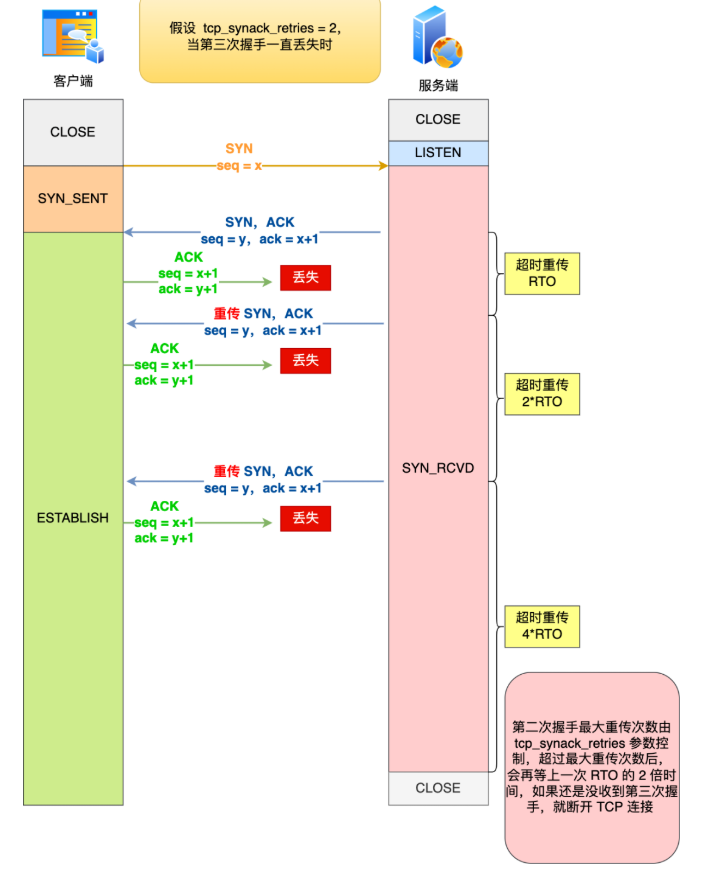 假设 tcp_synack_retries = 2,
当第三次握手一直丢失时
客户端
服务端
CLOSE
CLOSE
LISTEN
SYN
seq = x
SYN_SENT
SYN，ACK
seq = y，ack = x+1
ACK
seq = x+1
ack = y+1
丢失
超时重传
RTO
重传 SYN，ACK
seq = y，ack = x+1
ACK
seq = x+1
ack = y+1
丢失
超时重传
2*RTO
重传 SYN，ACK
seq = y，ack = x+1
SYN_RCVD
ESTABLISH
ACK
seq = x+1
ack = y+1
丢失
超时重传
4*RTO
第二次握手最大重传次数由
tcp_synack_retries 参数控
制，超过最大重传次数后，
会再等上一次 RTO 的 2 倍时
间，如果还是没收到第三次握
手，就断开 TCP 连接
CLOSE